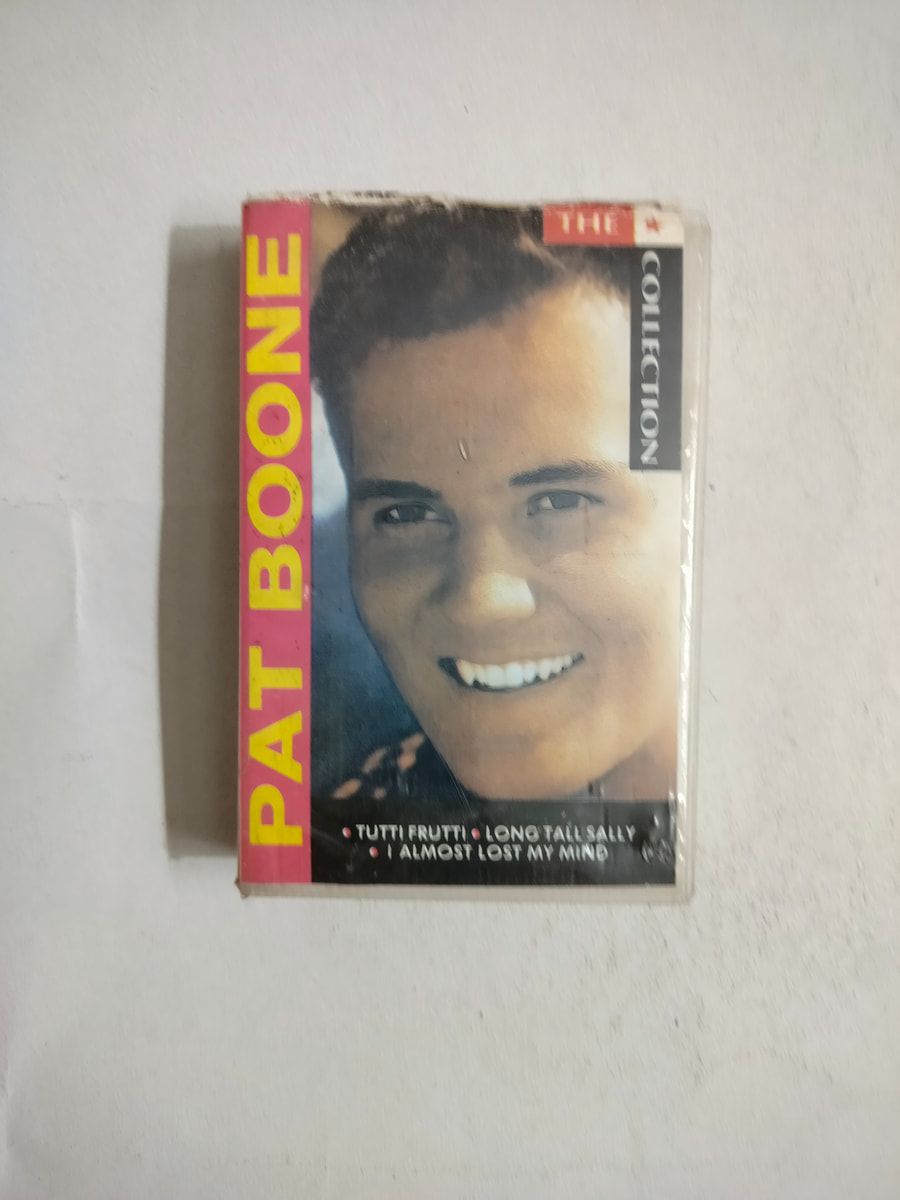 PAT BOONE
THE
COLLECTION
• TUTTI FRUTTI • LONG TALL SALLY
• I ALMOST LOST MY MIND